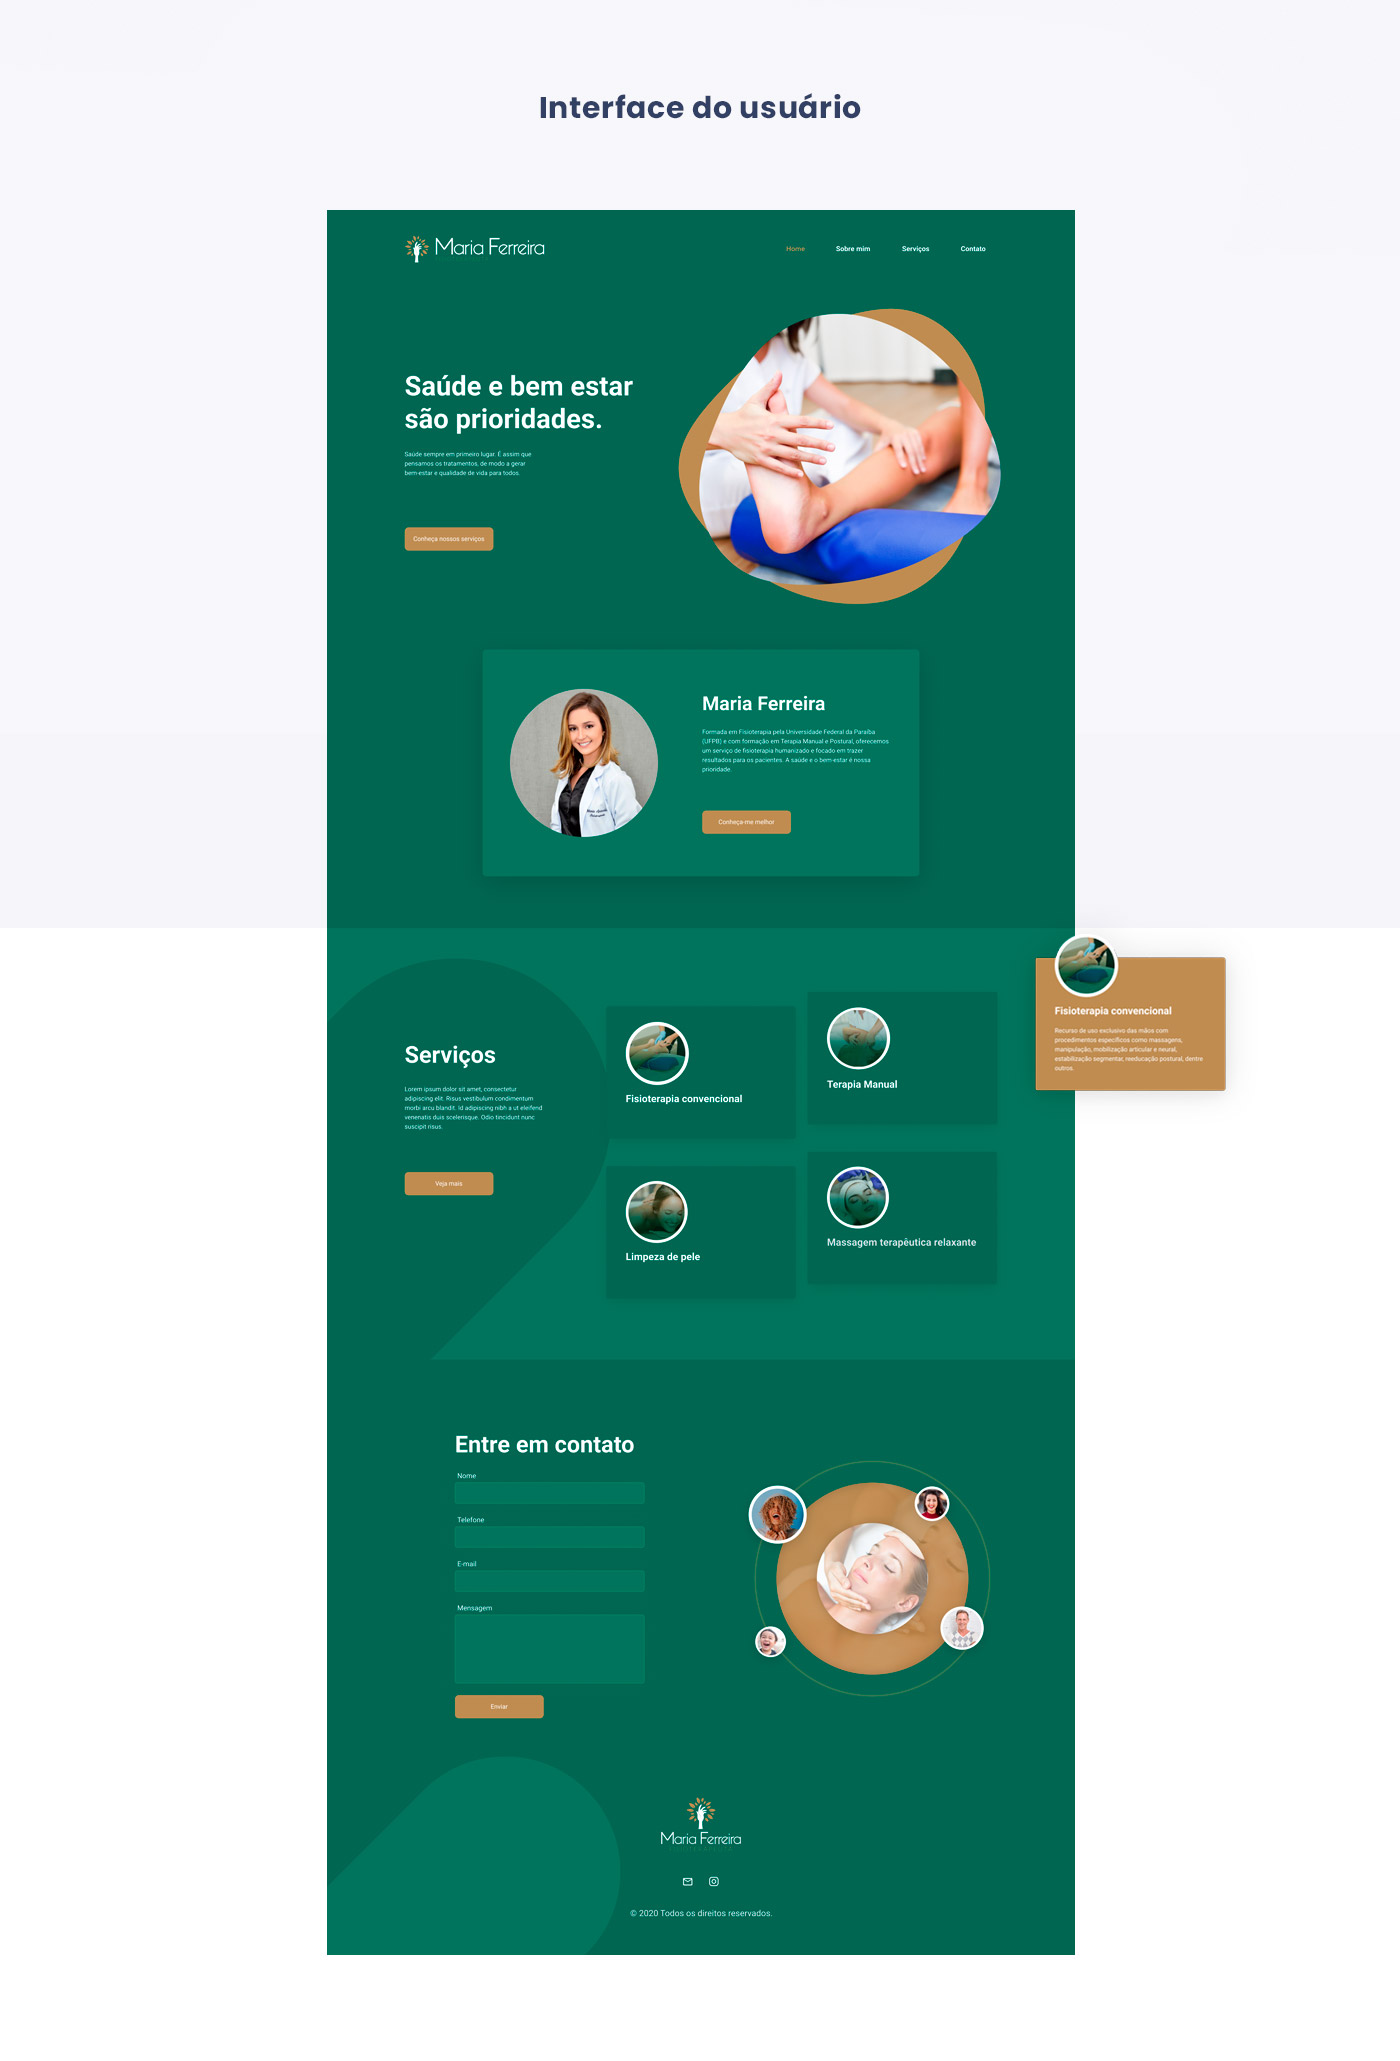 Interface do usuário
Maria Ferreira
Home
Sobre mim
Serviços
Contato
Saúde e bem estar
são prioridades.
Saúde sempre em primeiro lugar. É assim que
pensamos os tratamentos, de modo a gerar
bem-estar e qualidade de vida para todos.
Conheça nossos serviços
Maria Ferreira
Formada em Fisioterapia pela Universidade Federal da Paraíba
(UFPB) e com formação em Terapia Manual e Postural, oferecemos
um serviço de fisioterapia humanizado e focado em trazer
resultados para os pacientes. A saúde e o bem-estar é nossa
prioridade.
Conheça-me melhor
Serviços
Lorem ipsum dolor sit amet, consectetur
adipiscing elit. Risus vestibulum condimentum
morbi arcu blandit. Id adipiscing nibh a ut eleifend
venenatis duis scelerisque. Odio tincidunt nunc
suscipit risus.
Veja mais
Fisioterapia convencional
Terapia Manual
Limpeza de pele
Massagem terapêutica relaxante
Fisioterapia convencional
Recurso de uso exclusivo das mãos com
procedimentos específicos como massagens,
manipulação, mobilização articular e neural,
estabilização segmentar, reeducação postural, dentre
outros.
Entre em contato
Nome
Telefone
E-mail
Mensagem
Enviar
Maria Ferreira
© 2020 Todos os direitos reservados.